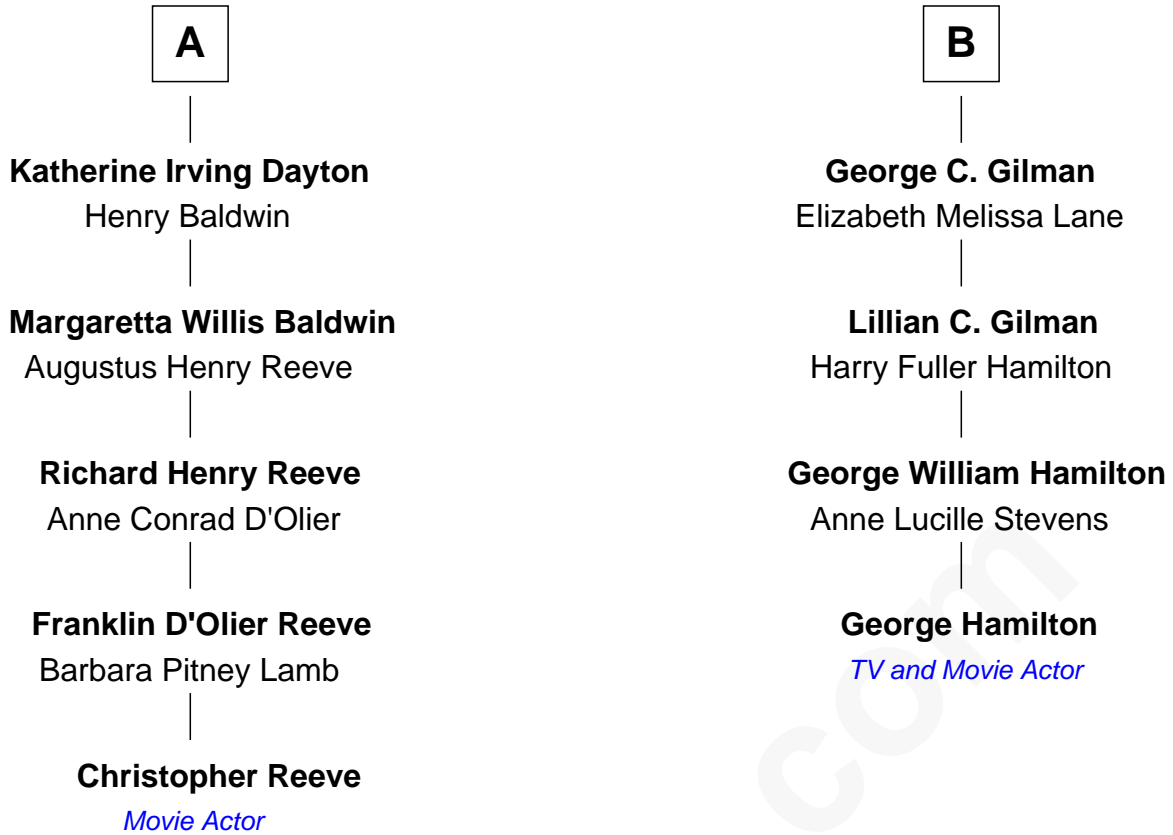 A
B
Katherine Irving Dayton
Henry Baldwin
George C. Gilman
Elizabeth Melissa Lane
Margaretta Willis Baldwin
Augustus Henry Reeve
Lillian C. Gilman
Harry Fuller Hamilton
Richard Henry Reeve
Anne Conrad D'Olier
George William Hamilton
Anne Lucille Stevens
Franklin D'Olier Reeve
Barbara Pitney Lamb
George Hamilton
TV and Movie Actor
Christopher Reeve
Movie Actor
com